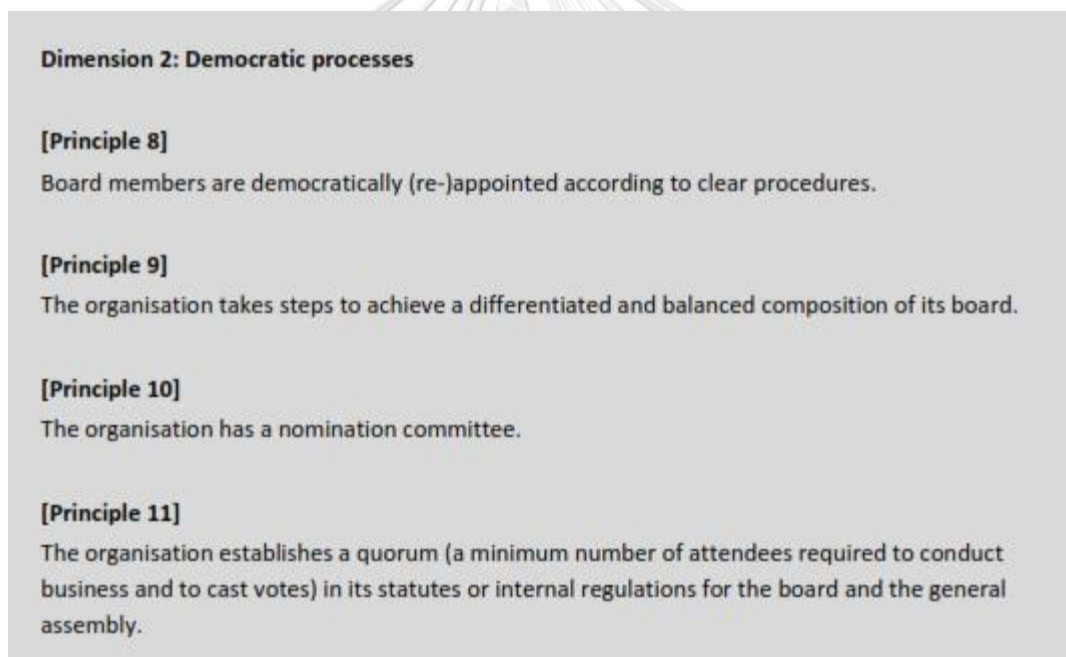 Dimension 2: Democratic processes
[Principle 8]
Board members are democratically (re-)appointed according to clear procedures.
[Principle 9]
The organisation takes steps to achieve a differentiated and balanced composition of its board.
[Principle 10]
The organisation has a nomination committee.
[Principle 11]
The organisation establishes a quorum (a minimum number of attendees required to conduct
business and to cast votes) in its statutes or internal regulations for the board and the general
assembly.